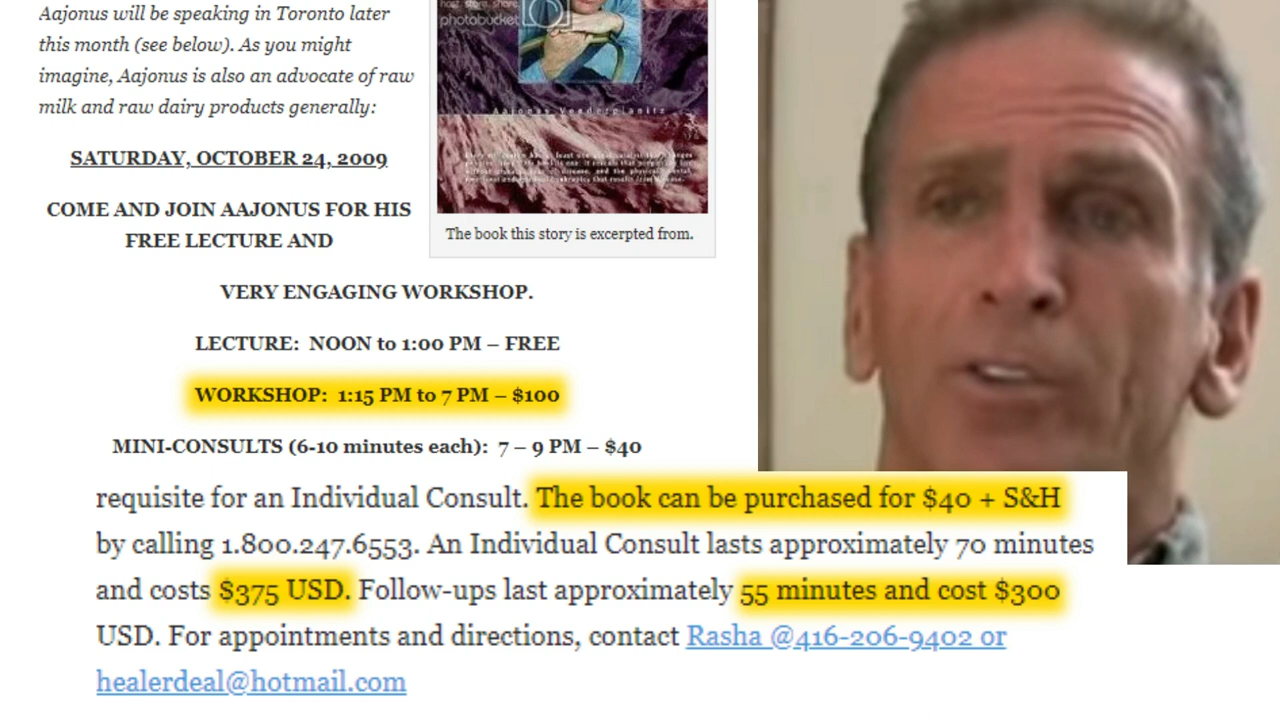 Aajonus will be speaking in Toronto later
this month (see below). As you might
imagine, Aajonus is also an advocate of raw
milk and raw dairy products generally:
host. store. share.
photobucket
Aajonus Vonderplanitz
The book this story is excerpted from.
SATURDAY, OCTOBER 24, 2009
COME AND JOIN AAJONUS FOR HIS
FREE LECTURE AND
VERY ENGAGING WORKSHOP.
LECTURE: NOON to 1:00 PM – FREE
WORKSHOP: 1:15 PM to 7 PM – $100
MINI-CONSULTS (6-10 minutes each): 7 – 9 PM – $40
requisite for an Individual Consult. The book can be purchased for $40 + S&H
by calling 1.800.247.6553. An Individual Consult lasts approximately 70 minutes
and costs $375 USD. Follow-ups last approximately 55 minutes and cost $300
USD. For appointments and directions, contact Rasha @416-206-9402 or
healerdeal@hotmail.com